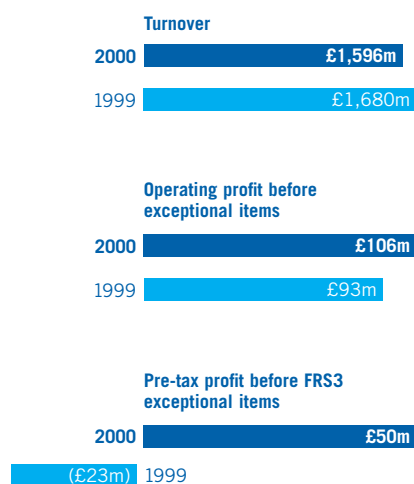 Turnover
2000 £1,596m
1999 £1,680m
Operating profit before
exceptional items
2000 £106m
1999 £93m
Pre-tax profit before FRS3
exceptional items
2000 £50m
(£23m) 1999